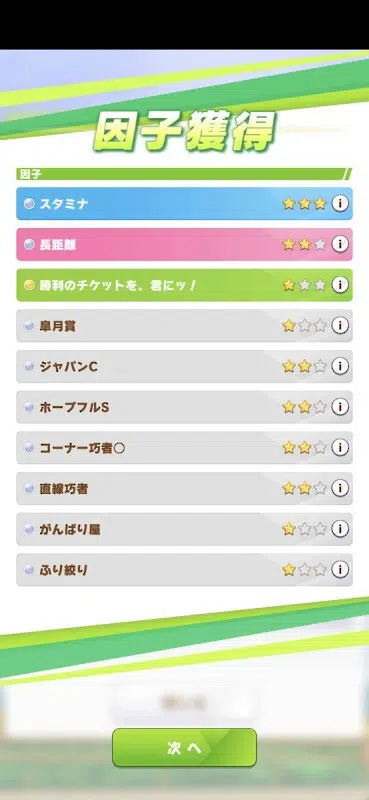 因子獲得
因子
スタミナ
長距離
勝利のチケットを、君にッ!
皐月賞
ジャパンC
ホープフルS
コーナー巧者○
直線巧者
がんばり屋
ふり絞り
次へ